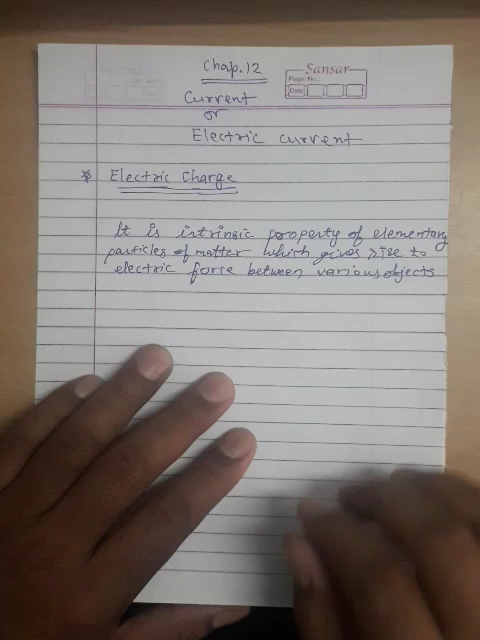 Chap. 12
Sansar
Page No.:
Date
Current
or
Electric current
* Electric Charge
It is intrinsic property of elementary
particles of matter which gives rise to
electric force between various objects